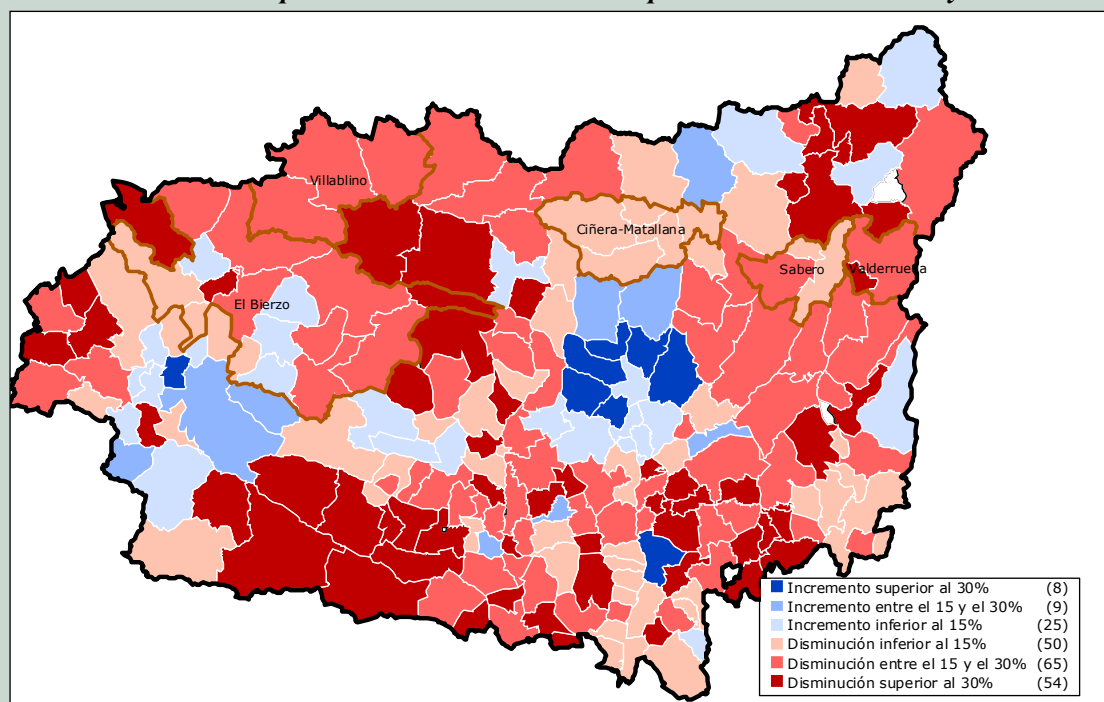 Villablino
Ciñera-Matallana
Sabero
Valderrueda
El Bierzo
Incremento superior al 30% (8)
Incremento entre el 15 y el 30% (9)
Incremento inferior al 15% (25)
Disminución inferior al 15% (50)
Disminución entre el 15 y el 30% (65)
Disminución superior al 30% (54)